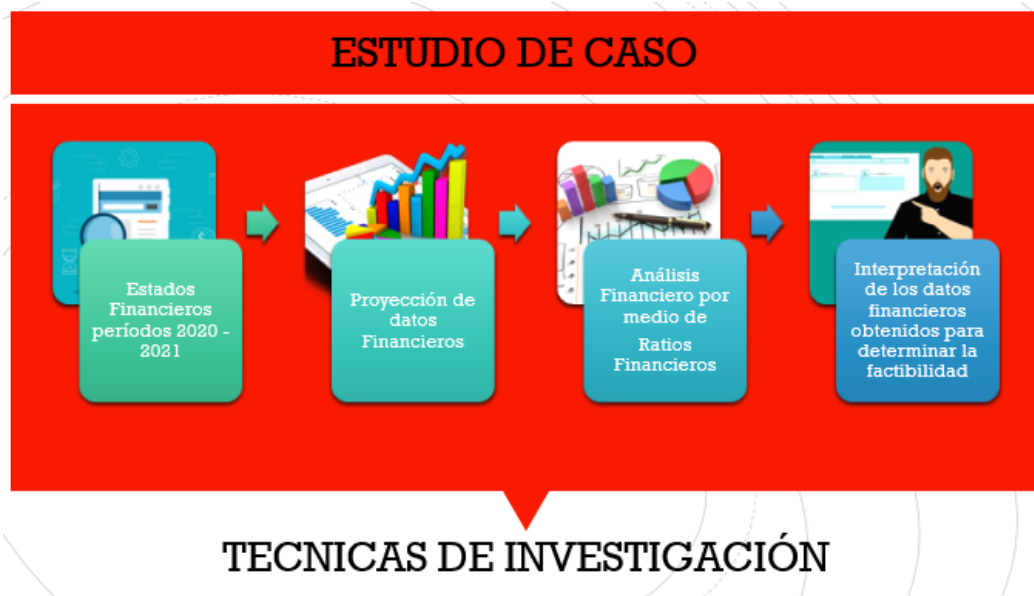 ESTUDIO DE CASO
Estados
Financieros
períodos 2020 -
2021
Proyección de
datos
Financieros
Análisis
Financiero por
medio de
Ratios
Financieros
Interpretación
de los datos
financieros
obtenidos para
determinar la
factibilidad
TECNICAS DE INVESTIGACIÓN